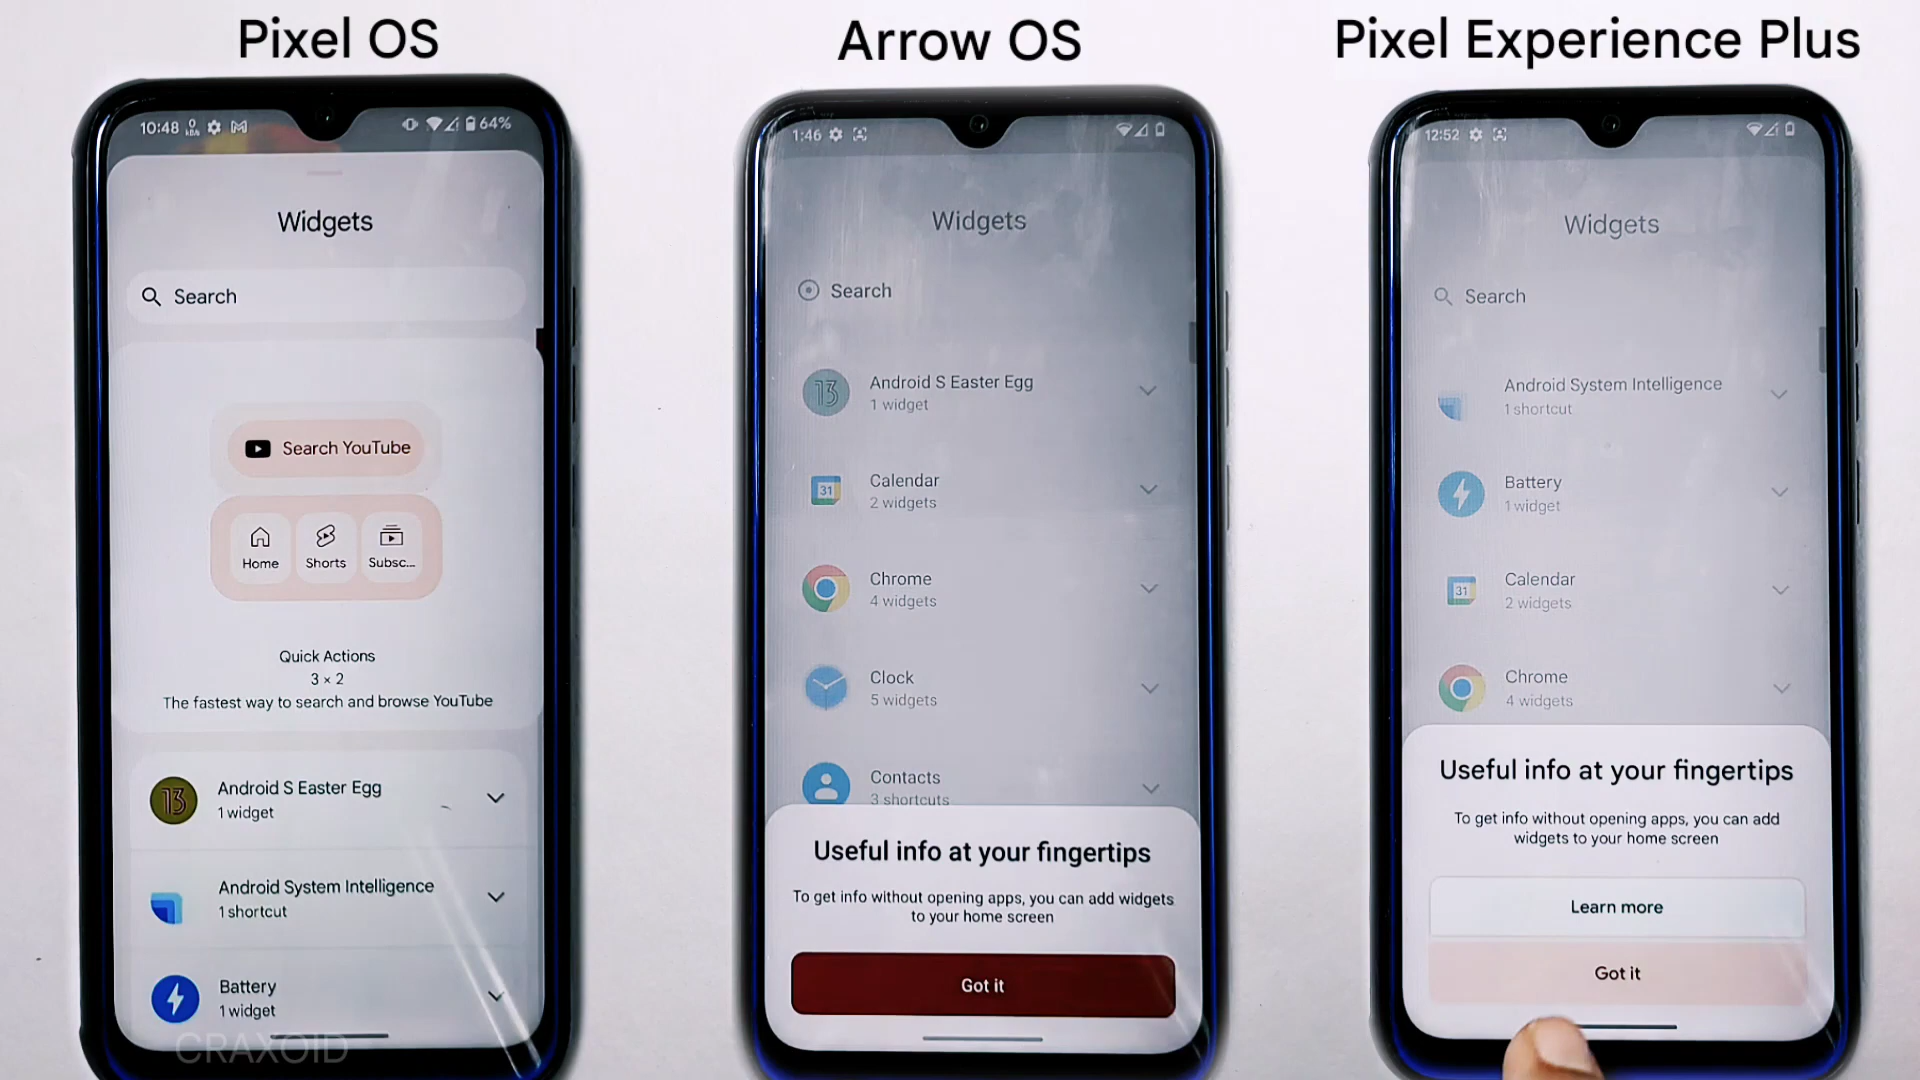 Pixel OS
10:48
64%
Widgets
Search
Search YouTube
Home
Shorts
Subsc...
Quick Actions
3 × 2
The fastest way to search and browse YouTube
13
Android S Easter Egg
1 widget
Android System Intelligence
1 shortcut
Battery
1 widget
CRAXOID
Arrow OS
1:46
Widgets
Search
13
Android S Easter Egg
1 widget
31
Calendar
2 widgets
Chrome
4 widgets
Clock
5 widgets
Contacts
3 shortcuts
Useful info at your fingertips
To get info without opening apps, you can add widgets
to your home screen
Got it
Pixel Experience Plus
12:52
Widgets
Search
Android System Intelligence
1 shortcut
Battery
1 widget
31
Calendar
2 widgets
Chrome
4 widgets
Useful info at your fingertips
To get info without opening apps, you can add
widgets to your home screen
Learn more
Got it